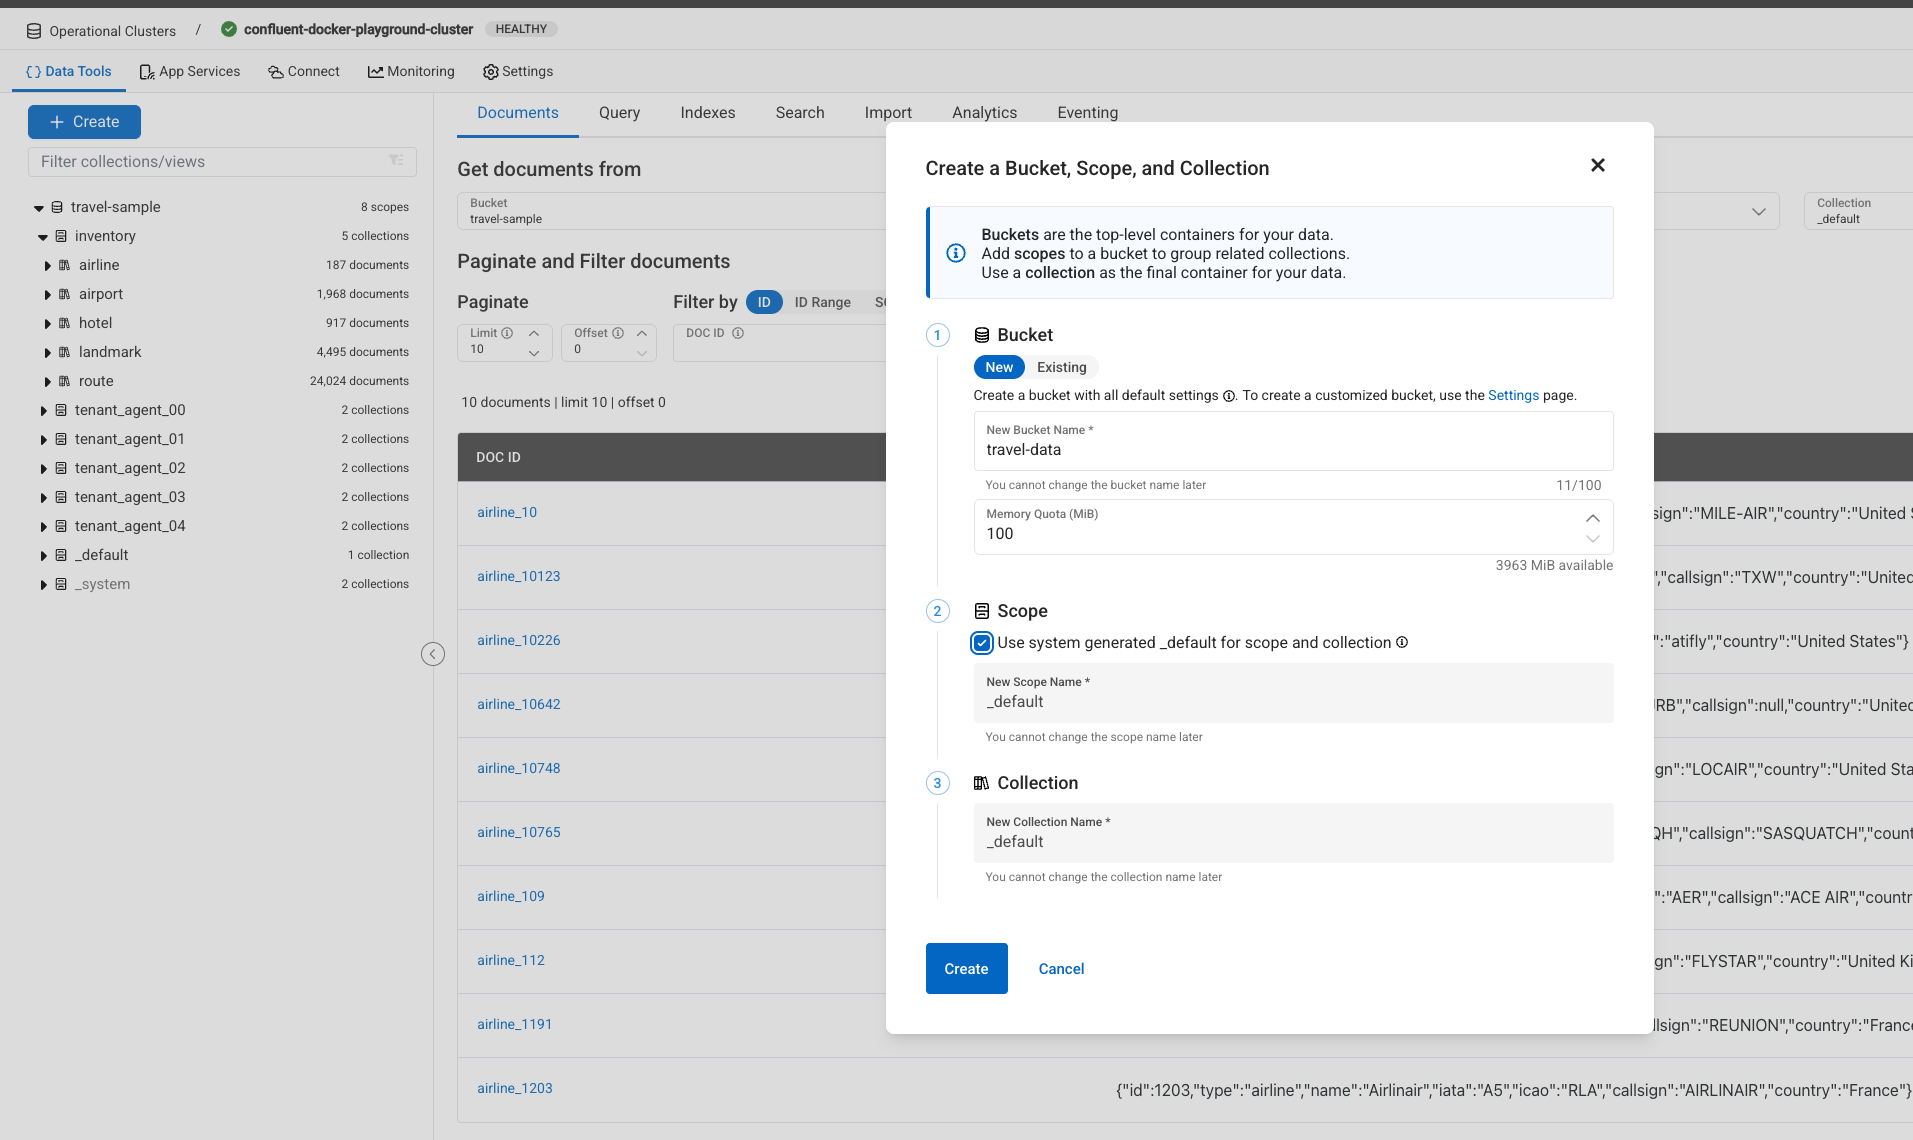 Operational Clusters / confluent-docker-playground-cluster HEALTHY
Data Tools App Services Connect Monitoring Settings
Create
Filter collections/views
travel-sample 8 scopes
inventory 5 collections
airline 187 documents
airport 1,968 documents
hotel 917 documents
landmark 4,495 documents
route 24,024 documents
tenant_agent_00 2 collections
tenant_agent_01 2 collections
tenant_agent_02 2 collections
tenant_agent_03 2 collections
tenant_agent_04 2 collections
_default 1 collection
_system 2 collections
Documents Query Indexes Search Import Analytics Eventing
Get documents from
Bucket
travel-sample
Collection
_default
Paginate and Filter documents
Paginate
Limit
10
Offset
0
Filter by ID ID Range
DOC ID
10 documents | limit 10 | offset 0
DOC ID
airline_10
sign":"MILE-AIR","country":"United
airline_10123
,"callsign":"TXW","country":"United
airline_10226
":"atifly","country":"United States"}
airline_10642
RB","callsign":null,"country":"United
airline_10748
gn":"LOCAIR","country":"United Sta
airline_10765
QH","callsign":"SASQUATCH","count
airline_109
":"AER","callsign":"ACE AIR","countr
airline_112
gn":"FLYSTAR","country":"United Ki
airline_1191
llsign":"REUNION","country":"Franc
airline_1203
{"id":1203,"type":"airline","name":"Airlinair","iata":"A5","icao":"RLA","callsign":"AIRLINAIR","country":"France"}
Create a Bucket, Scope, and Collection
Buckets are the top-level containers for your data.
Add scopes to a bucket to group related collections.
Use a collection as the final container for your data.
1 Bucket
New Existing
Create a bucket with all default settings . To create a customized bucket, use the Settings page.
New Bucket Name *
travel-data
You cannot change the bucket name later 11/100
Memory Quota (MiB)
100
3963 MiB available
2 Scope
Use system generated _default for scope and collection
New Scope Name *
_default
You cannot change the scope name later
3 Collection
New Collection Name *
_default
You cannot change the collection name later
Create Cancel